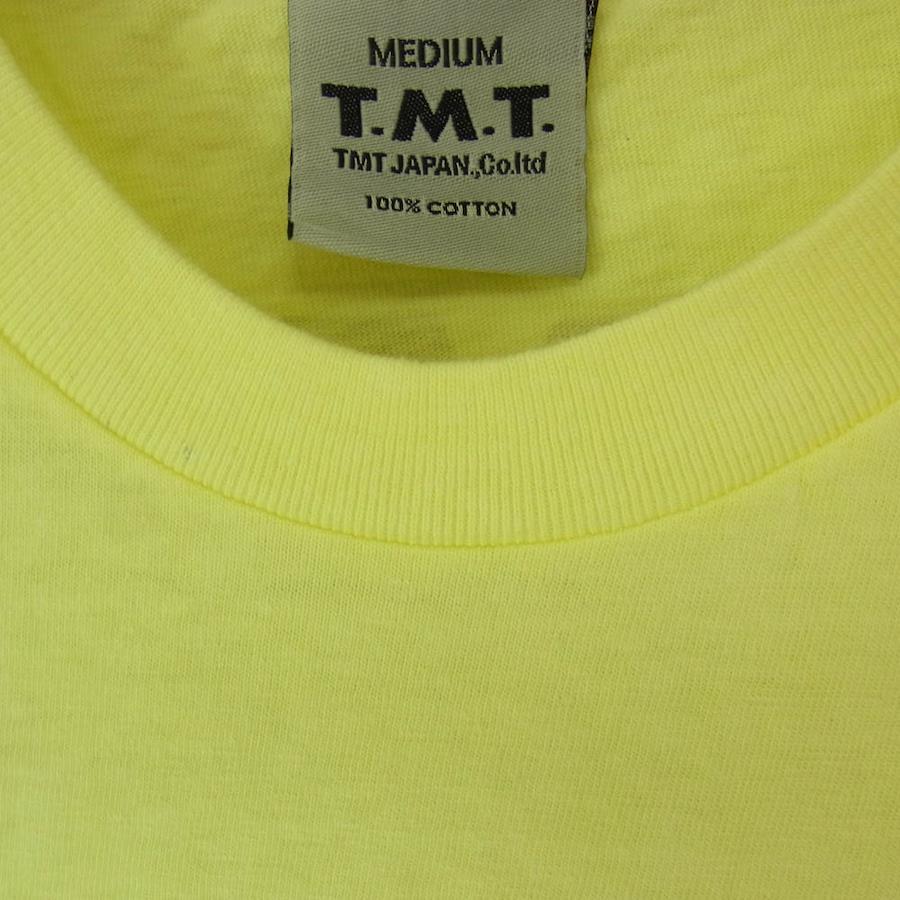 MEDIUM
T.M.T.
TMT JAPAN.,Co.ltd
100% COTTON